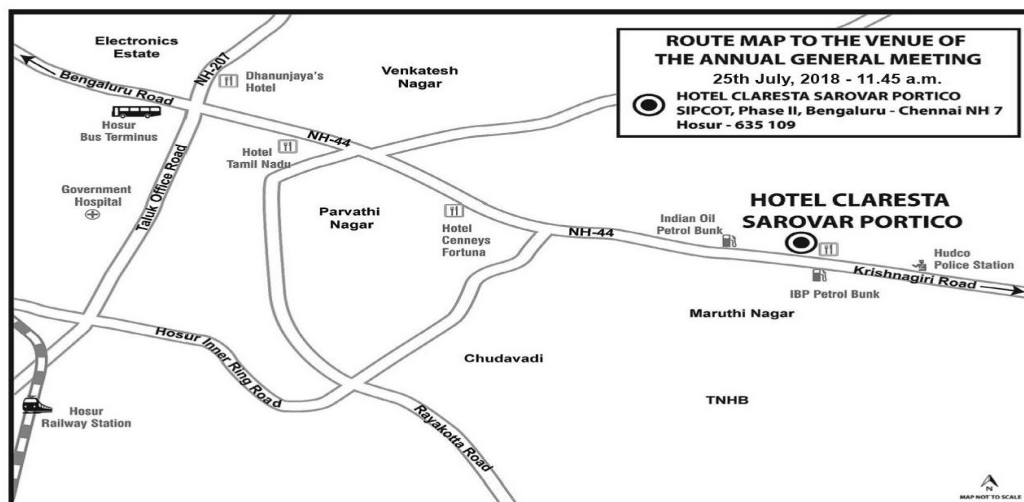 ROUTE MAP TO THE VENUE OF
THE ANNUAL GENERAL MEETING
25th July, 2018 - 11.45 a.m.
HOTEL CLARESTA SAROVAR PORTICO
SIPCOT, Phase II, Bengaluru - Chennai NH 7
Hosur - 635 109
Electronics
Estate
NH-207
Dhanunjaya's
Hotel
Venkatesh
Nagar
Bengaluru Road
Hosur
Bus Terminus
NH-44
Hotel
Tamil Nadu
Taluk Office Road
Government
Hospital
Parvathi
Nagar
Hotel
Cenneys
Fortuna
NH-44
Indian Oil
Petrol Bunk
HOTEL CLARESTA
SAROVAR PORTICO
Hudco
Police Station
Krishnagiri Road
IBP Petrol Bunk
Maruthi Nagar
Hosur Inner Ring Road
Chudavadi
TNHB
Hosur
Railway Station
Rayakotta Road
N
MAP NOT TO SCALE